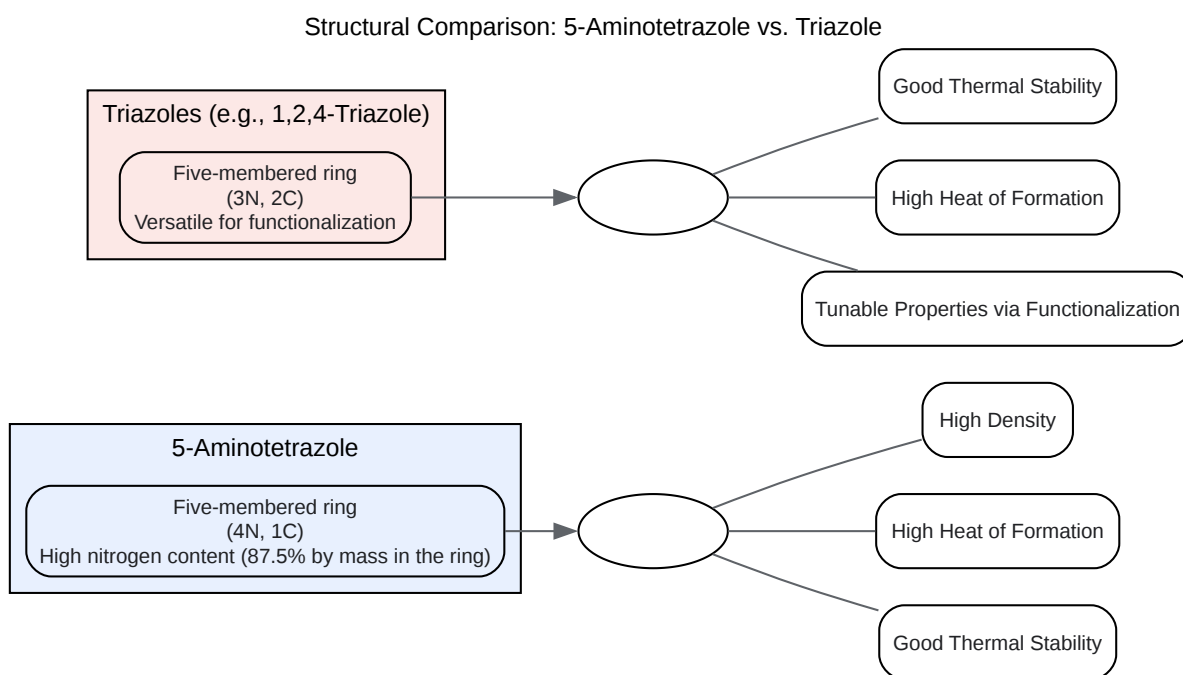 Structural Comparison: 5-Aminotetrazole vs. Triazole
Triazoles (e.g., 1,2,4-Triazole)
Five-membered ring
(3N, 2C)
Versatile for functionalization
Good Thermal Stability
High Heat of Formation
Tunable Properties via Functionalization
5-Aminotetrazole
Five-membered ring
(4N, 1C)
High nitrogen content (87.5% by mass in the ring)
High Density
High Heat of Formation
Good Thermal Stability